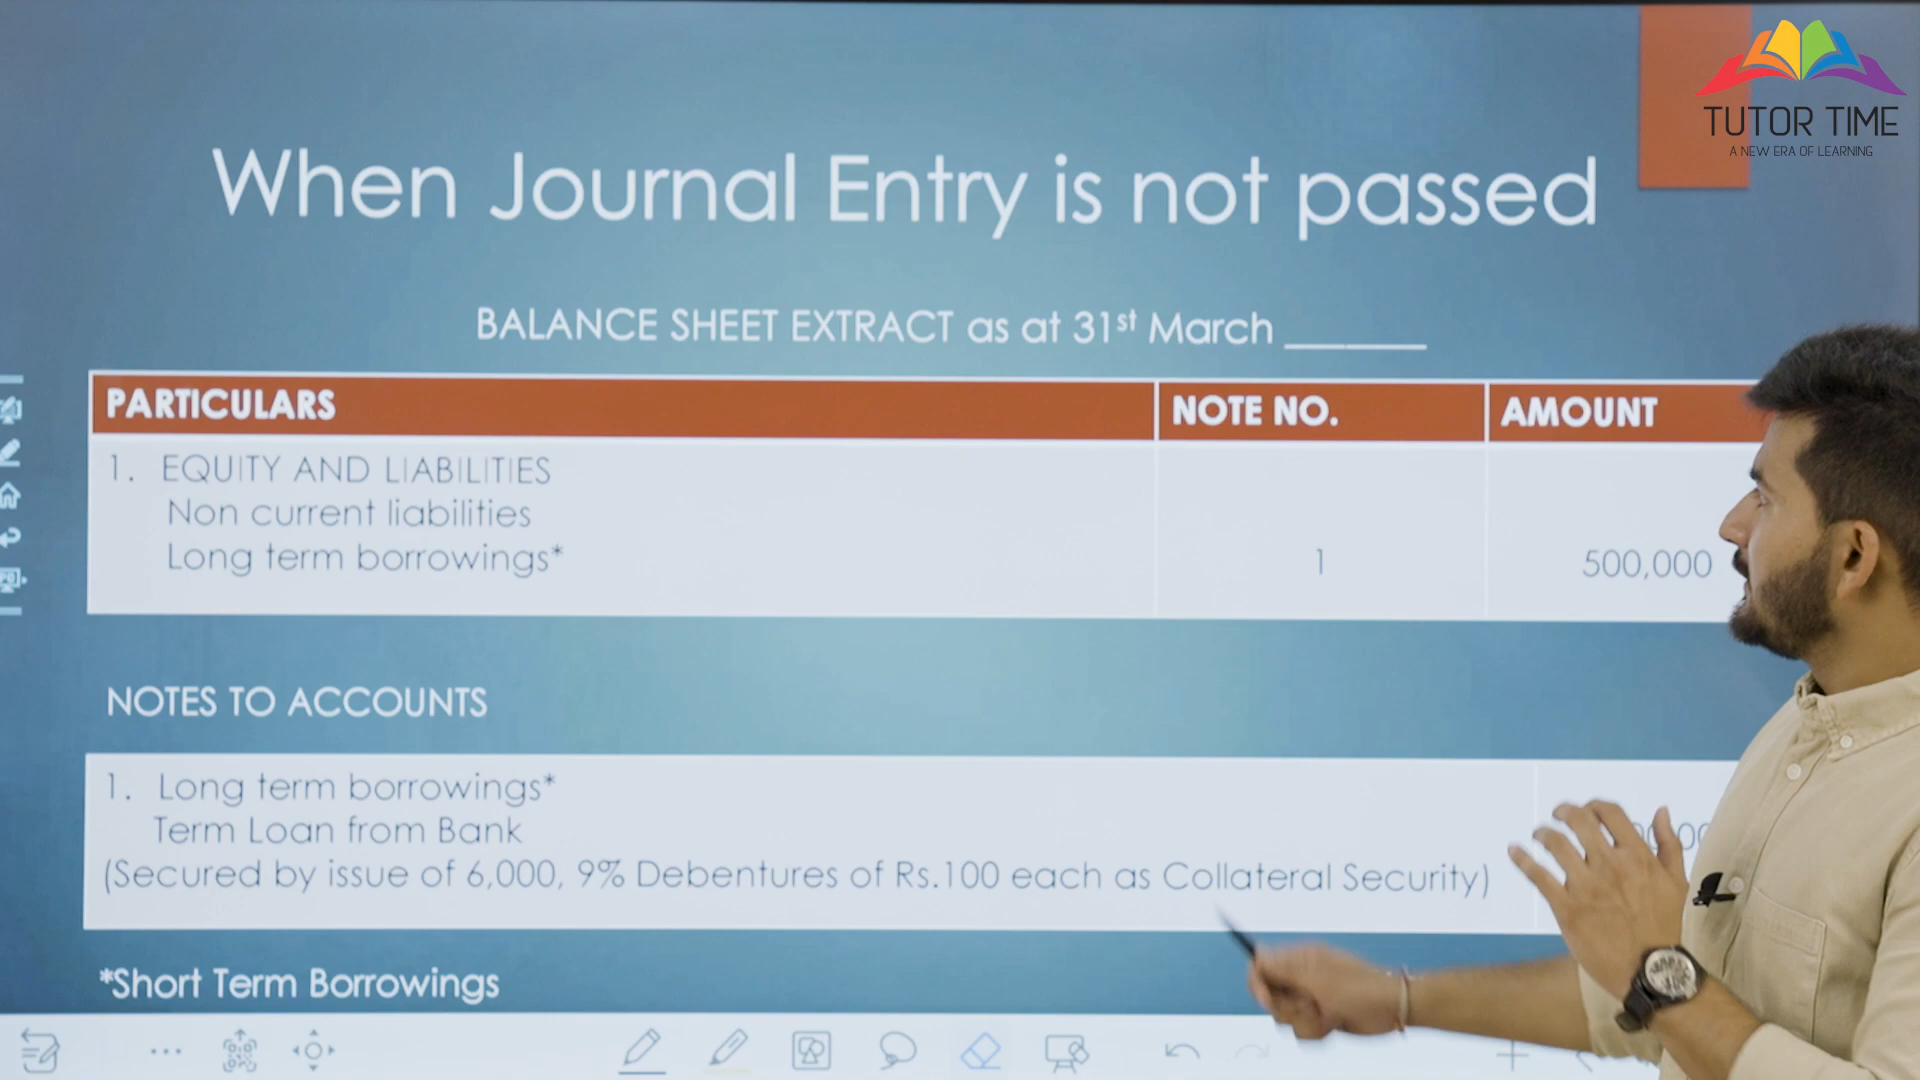 TUTOR TIME
A NEW ERA OF LEARNING
When Journal Entry is not passed
BALANCE SHEET EXTRACT as at 31st March ______
PARTICULARS NOTE NO. AMOUNT
1. EQUITY AND LIABILITIES
Non current liabilities
Long term borrowings* 1 500,000
NOTES TO ACCOUNTS
1. Long term borrowings*
Term Loan from Bank
(Secured by issue of 6,000, 9% Debentures of Rs.100 each as Collateral Security)
*Short Term Borrowings